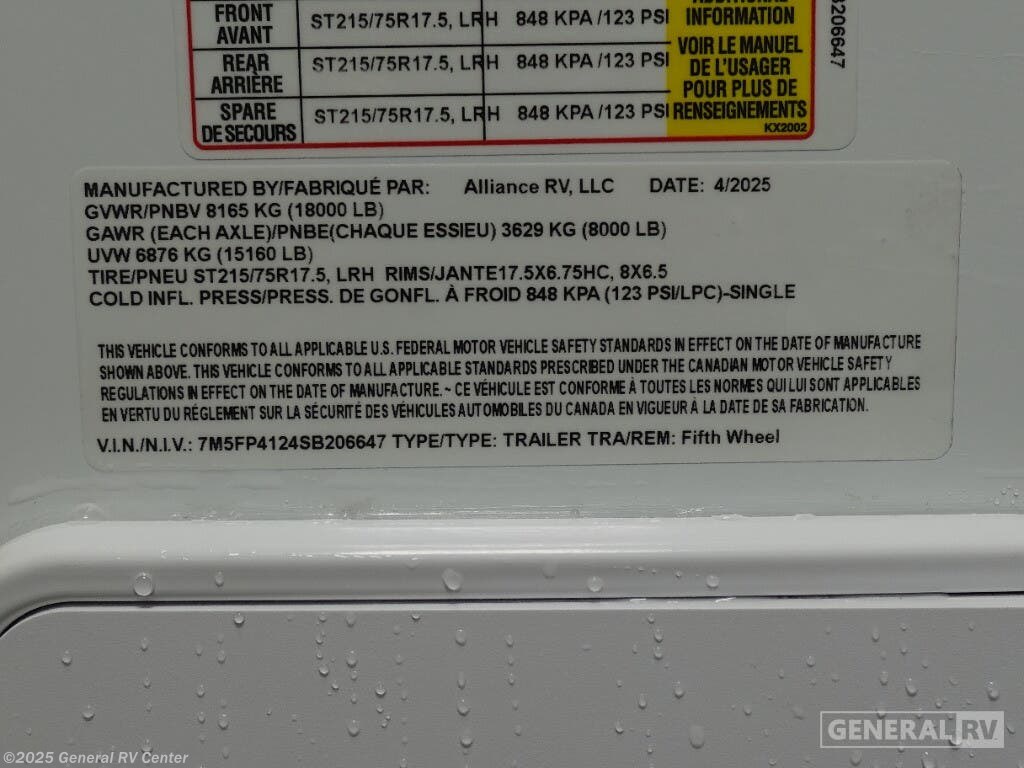 ADDITIONAL
FRONT
AVANT
ST215/75R17.5, LRH 848 KPA /123 PSI
INFORMATION
REAR
ARRIÈRE
ST215/75R17.5, LRH 848 KPA /123 PSI
VOIR LE MANUEL
DE L'USAGER
POUR PLUS DE
RENSEIGNEMENTS
SPARE
DE SECOURS
ST215/75R17.5, LRH 848 KPA /123 PSI
KX2002
B206647
MANUFACTURED BY/FABRIQUÉ PAR: Alliance RV, LLC DATE: 4/2025
GVWR/PNBV 8165 KG (18000 LB)
GAWR (EACH AXLE)/PNBE(CHAQUE ESSIEU) 3629 KG (8000 LB)
UVW 6876 KG (15160 LB)
TIRE/PNEU ST215/75R17.5, LRH RIMS/JANTE17.5X6.75HC, 8X6.5
COLD INFL. PRESS/PRESS. DE GONFL. À FROID 848 KPA (123 PSI/LPC)-SINGLE
THIS VEHICLE CONFORMS TO ALL APPLICABLE U.S. FEDERAL MOTOR VEHICLE SAFETY STANDARDS IN EFFECT ON THE DATE OF MANUFACTURE
SHOWN ABOVE. THIS VEHICLE CONFORMS TO ALL APPLICABLE STANDARDS PRESCRIBED UNDER THE CANADIAN MOTOR VEHICLE SAFETY
REGULATIONS IN EFFECT ON THE DATE OF MANUFACTURE. ~ CE VÉHICULE EST CONFORME À TOUTES LES NORMES QUI LUI SONT APPLICABLES
EN VERTU DU RÉGLEMENT SUR LA SÉCURITÉ DES VÉHICULES AUTOMOBILES DU CANADA EN VIGUEUR À LA DATE DE SA FABRICATION.
V.I.N./N.I.V.: 7M5FP4124SB206647 TYPE/TYPE: TRAILER TRA/REM: Fifth Wheel
GENERAL RV
©2025 General RV Center